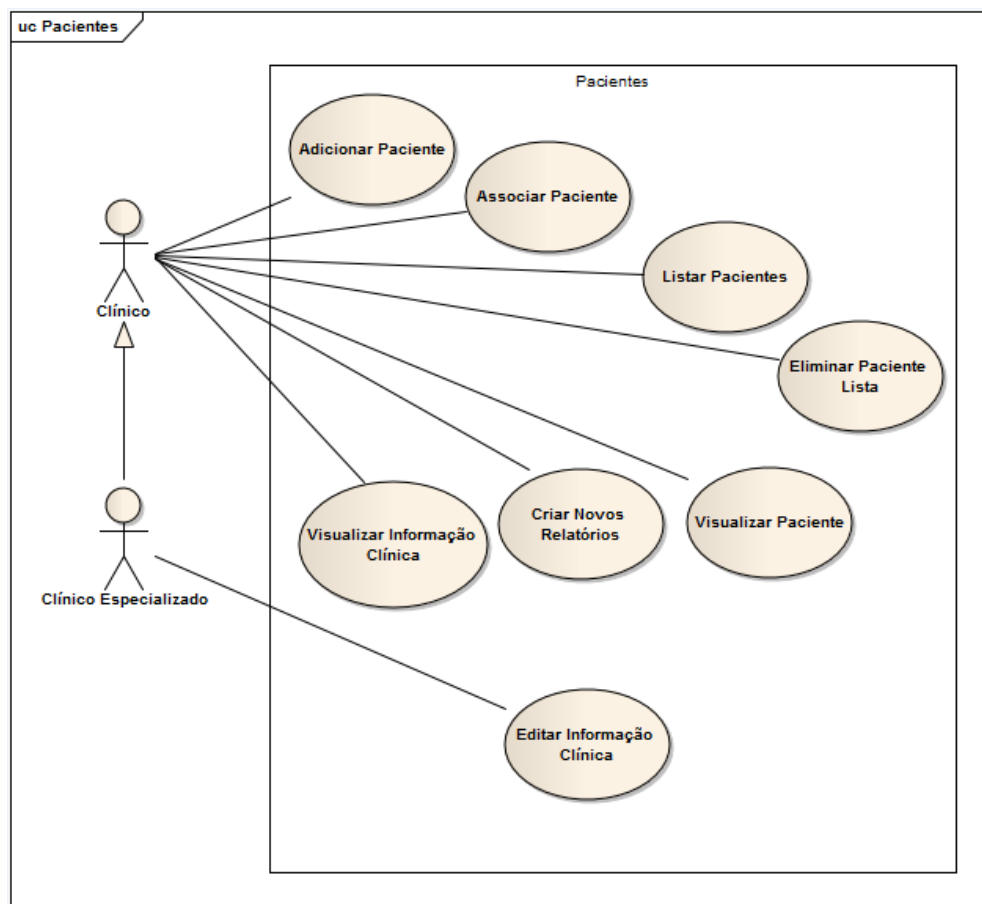 uc Pacientes
Pacientes
Adicionar Paciente
Associar Paciente
Listar Pacientes
Clínico
Eliminar Paciente
Lista
Visualizar Informação
Clínica
Criar Novos
Relatórios
Visualizar Paciente
Clínico Especializado
Editar Informação
Clínica